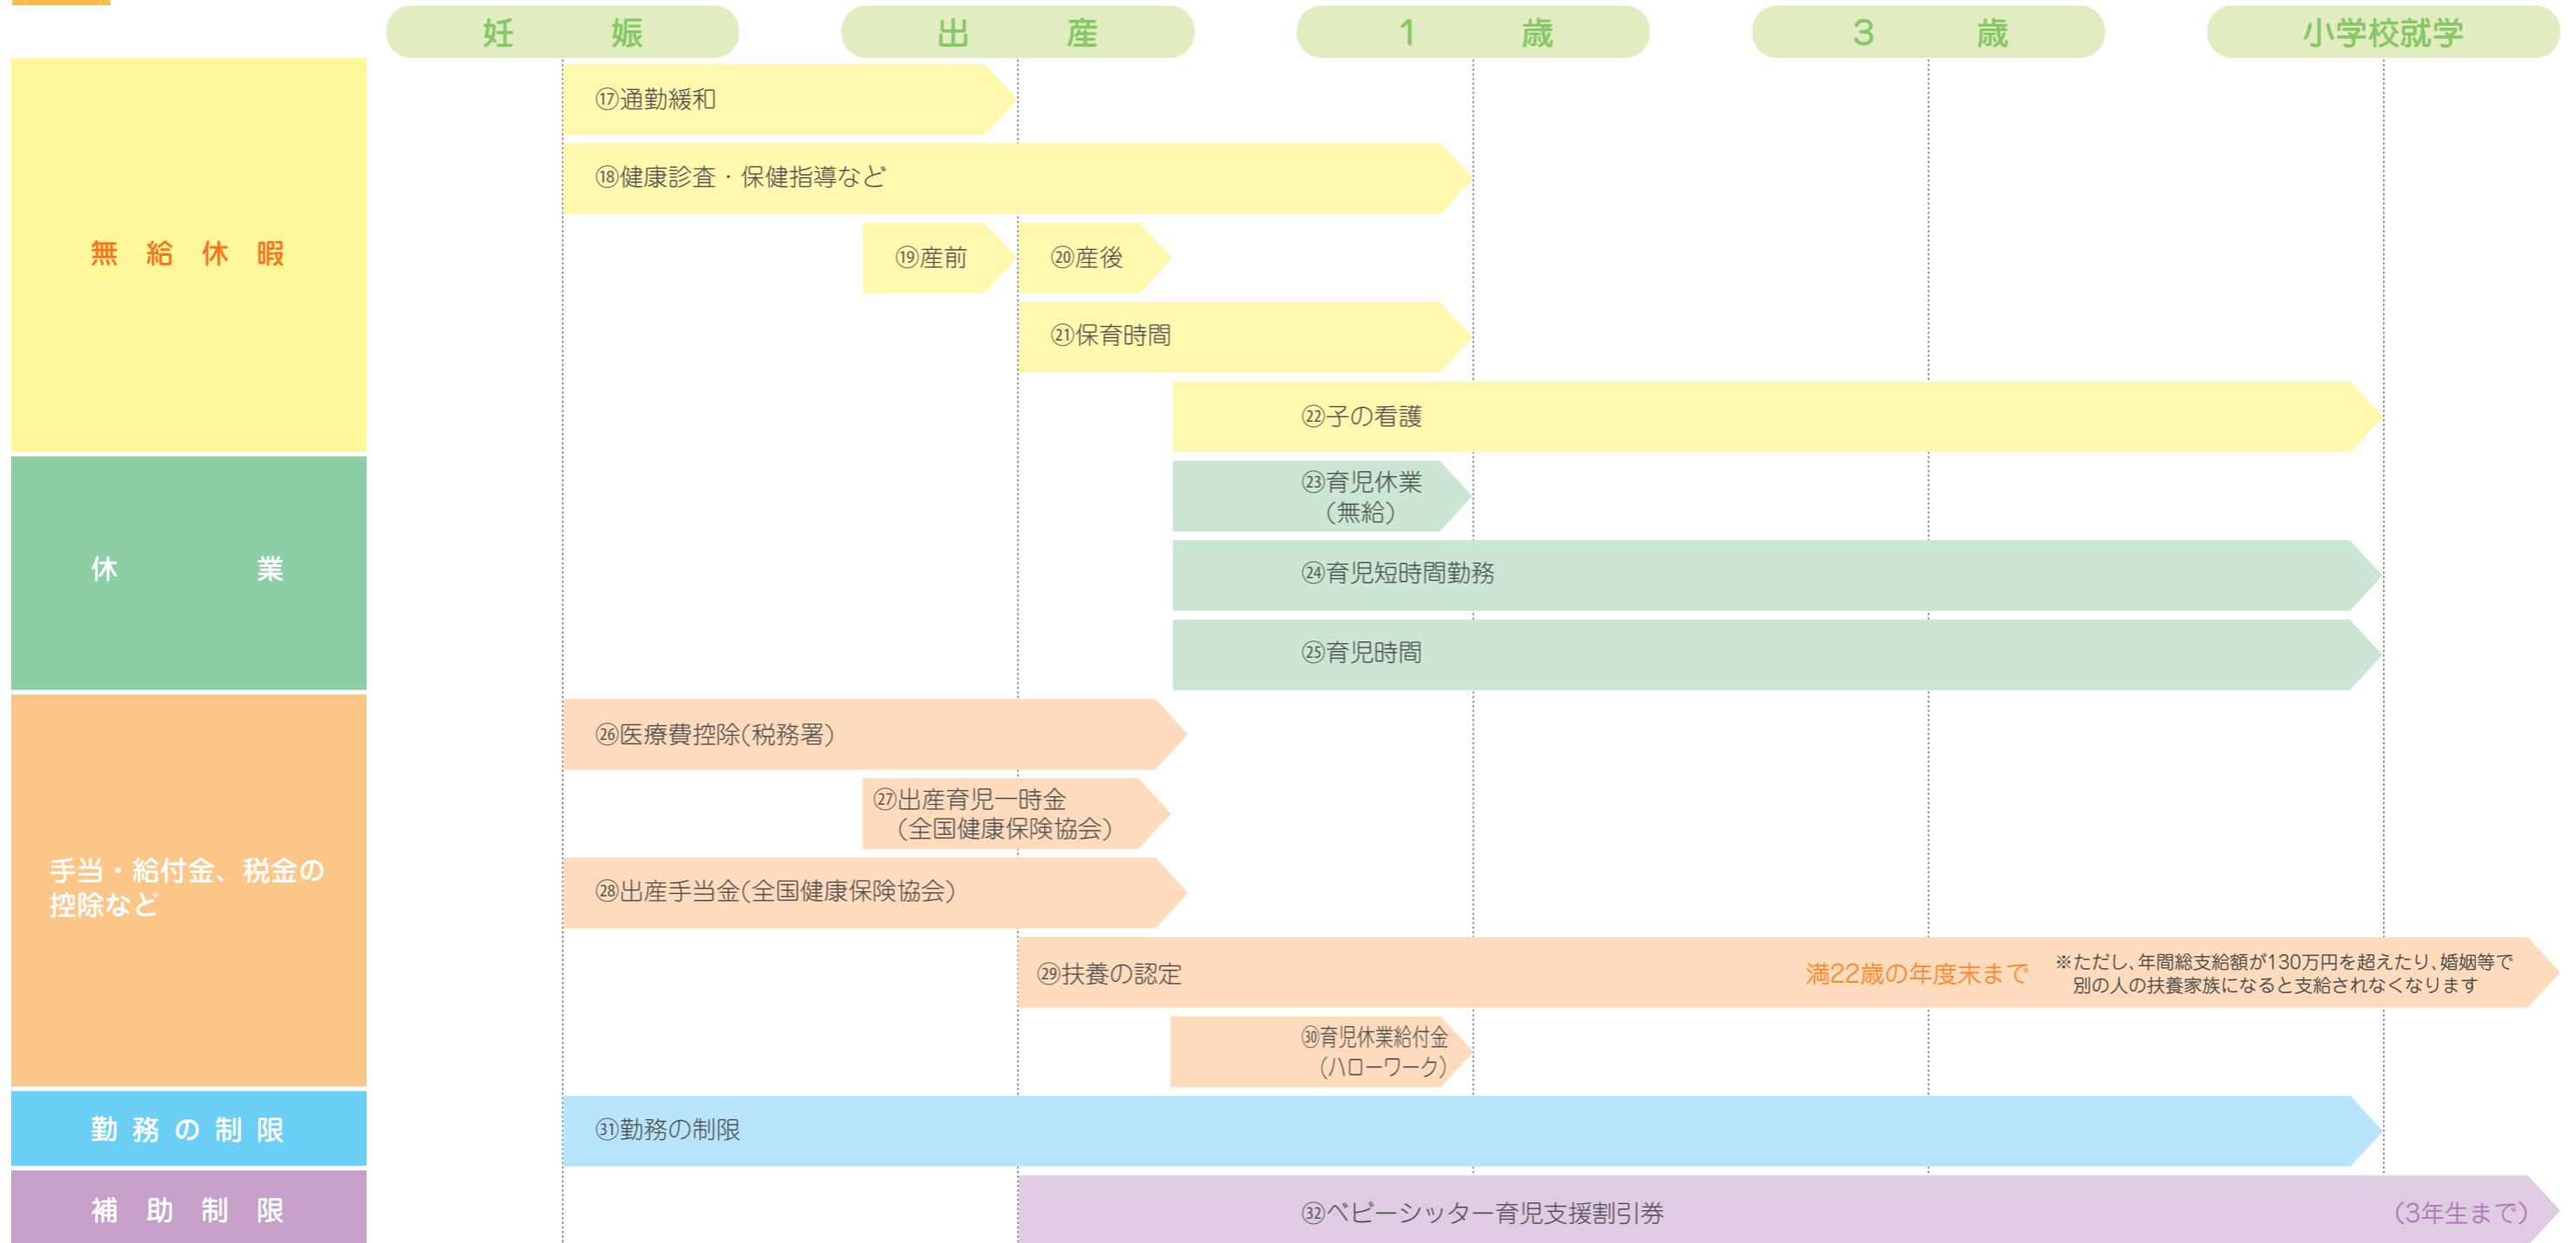 妊娠
出産
1歳
3歳
小学校就学
無給休暇
⑰通勤緩和
⑱健康診査・保健指導など
⑲産前
⑳産後
㉑保育時間
㉒子の看護
休業
㉓育児休業
(無給)
㉔育児短時間勤務
㉕育児時間
手当・給付金、税金の
控除など
㉖医療費控除(税務署)
㉗出産育児一時金
(全国健康保険協会)
㉘出産手当金(全国健康保険協会)
㉙扶養の認定
満22歳の年度末まで
※ただし、年間総支給額が130万円を超えたり、婚姻等で
別の人の扶養家族になると支給されなくなります
㉚育児休業給付金
(ハローワーク)
勤務の制限
㉛勤務の制限
補助制限
㉜ベビーシッター育児支援割引券
(3年生まで)